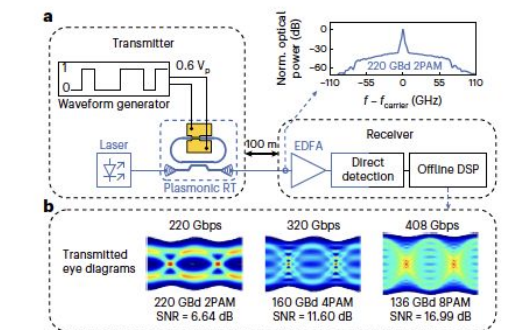 a
Transmitter
1
0
0.6 Vp
Waveform generator
Laser
Plasmonic RT
100 m
Norm. optical
power (dB)
0
−30
−60
220 GBd 2PAM
−110 −55 0 55 110
f − fcarrier (GHz)
Receiver
EDFA
Direct
detection
Offline DSP
b
Transmitted
eye diagrams
220 Gbps 320 Gbps 408 Gbps
220 GBd 2PAM 160 GBd 4PAM 136 GBd 8PAM
SNR = 6.64 dB SNR = 11.60 dB SNR = 16.99 dB